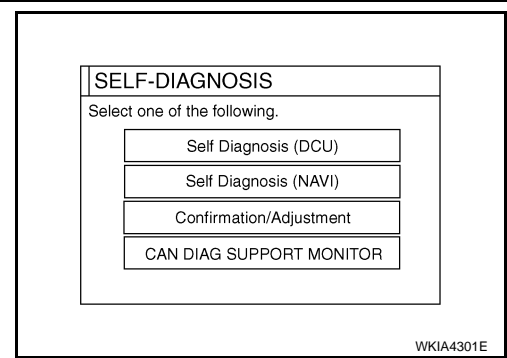 SELF-DIAGNOSIS
Select one of the following.
Self Diagnosis (DCU)
Self Diagnosis (NAVI)
Confirmation/Adjustment
CAN DIAG SUPPORT MONITOR
WKIA4301E